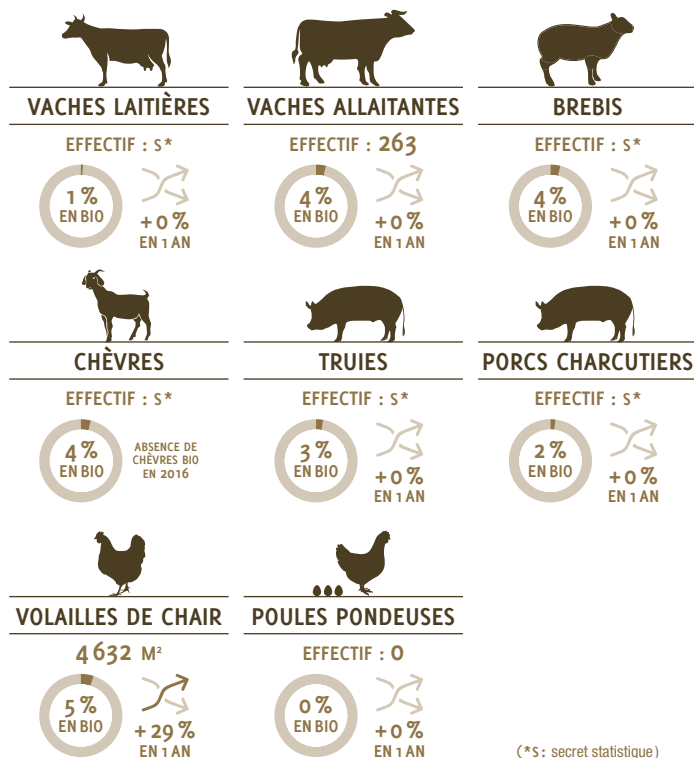 VACHES LAITIÈRES
EFFECTIF : S*
1 %
EN BIO
+0 %
EN 1 AN
VACHES ALLAITANTES
EFFECTIF : 263
4 %
EN BIO
+0 %
EN 1 AN
BREBIS
EFFECTIF : S*
4 %
EN BIO
+0 %
EN 1 AN
CHÈVRES
EFFECTIF : S*
4 %
EN BIO
ABSENCE DE
CHÈVRES BIO
EN 2016
TRUIES
EFFECTIF : S*
3 %
EN BIO
+0 %
EN 1 AN
PORCS CHARCUTIERS
EFFECTIF : S*
2 %
EN BIO
+0 %
EN 1 AN
VOLAILLES DE CHAIR
4632 M²
5 %
EN BIO
+29 %
EN 1 AN
POULES PONDEUSES
EFFECTIF : 0
0 %
EN BIO
+0 %
EN 1 AN
(*S: secret statistique)